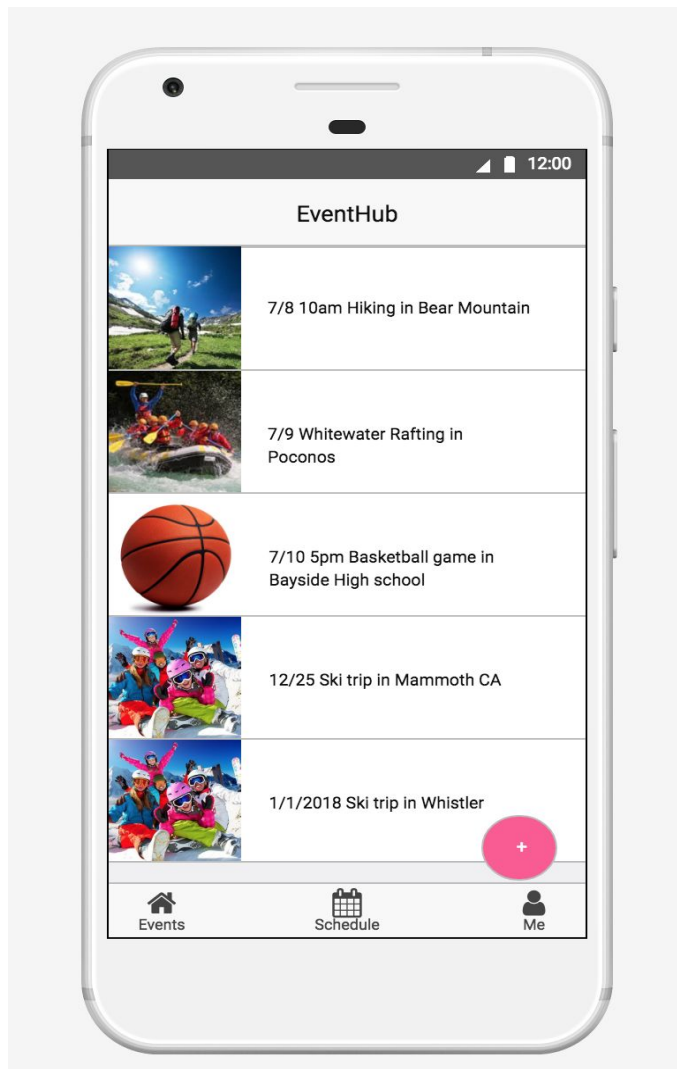 12:00
EventHub
7/8 10am Hiking in Bear Mountain
7/9 Whitewater Rafting in
Poconos
7/10 5pm Basketball game in
Bayside High school
12/25 Ski trip in Mammoth CA
1/1/2018 Ski trip in Whistler
+
Events
Schedule
Me